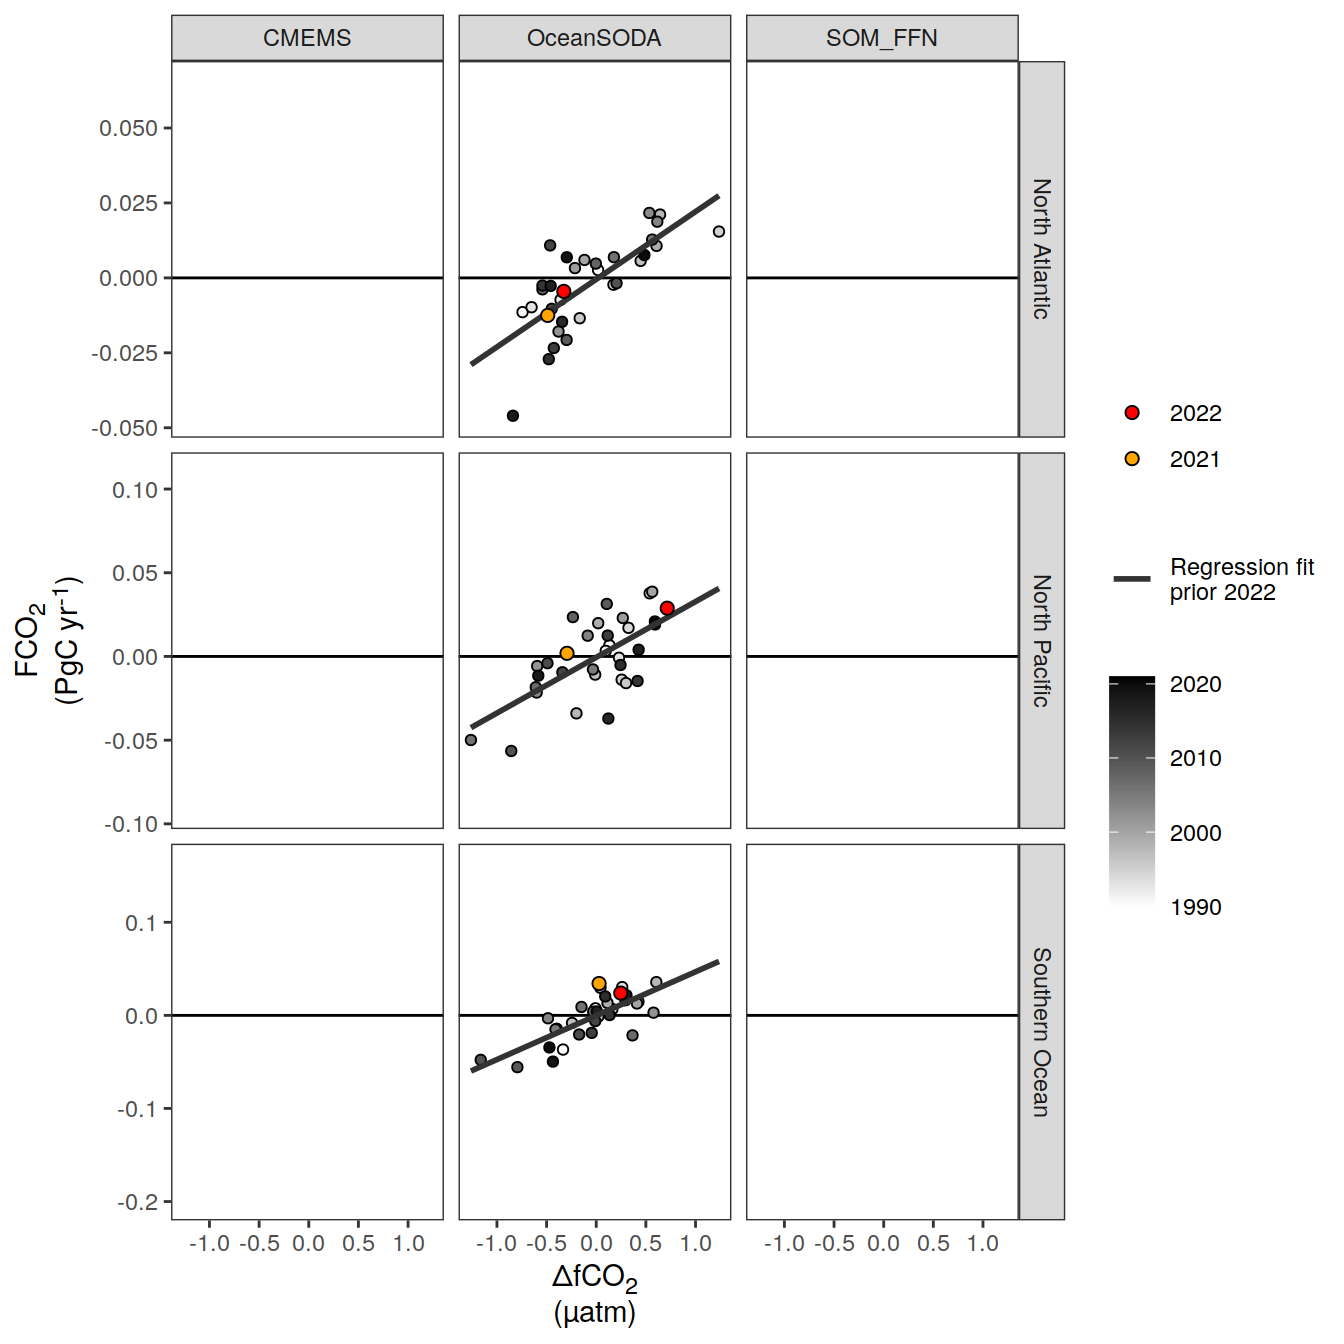 CMEMS OceanSODA SOM_FFN
0.050
0.025
0.000
-0.025
-0.050
North Atlantic
0.10
0.05
0.00
-0.05
-0.10
North Pacific
0.1
0.0
-0.1
-0.2
Southern Ocean
FCO₂
(PgC yr⁻¹)
-1.0 -0.5 0.0 0.5 1.0 -1.0 -0.5 0.0 0.5 1.0 -1.0 -0.5 0.0 0.5 1.0
ΔfCO₂
(µatm)
2022
2021
Regression fit
prior 2022
2020
2010
2000
1990